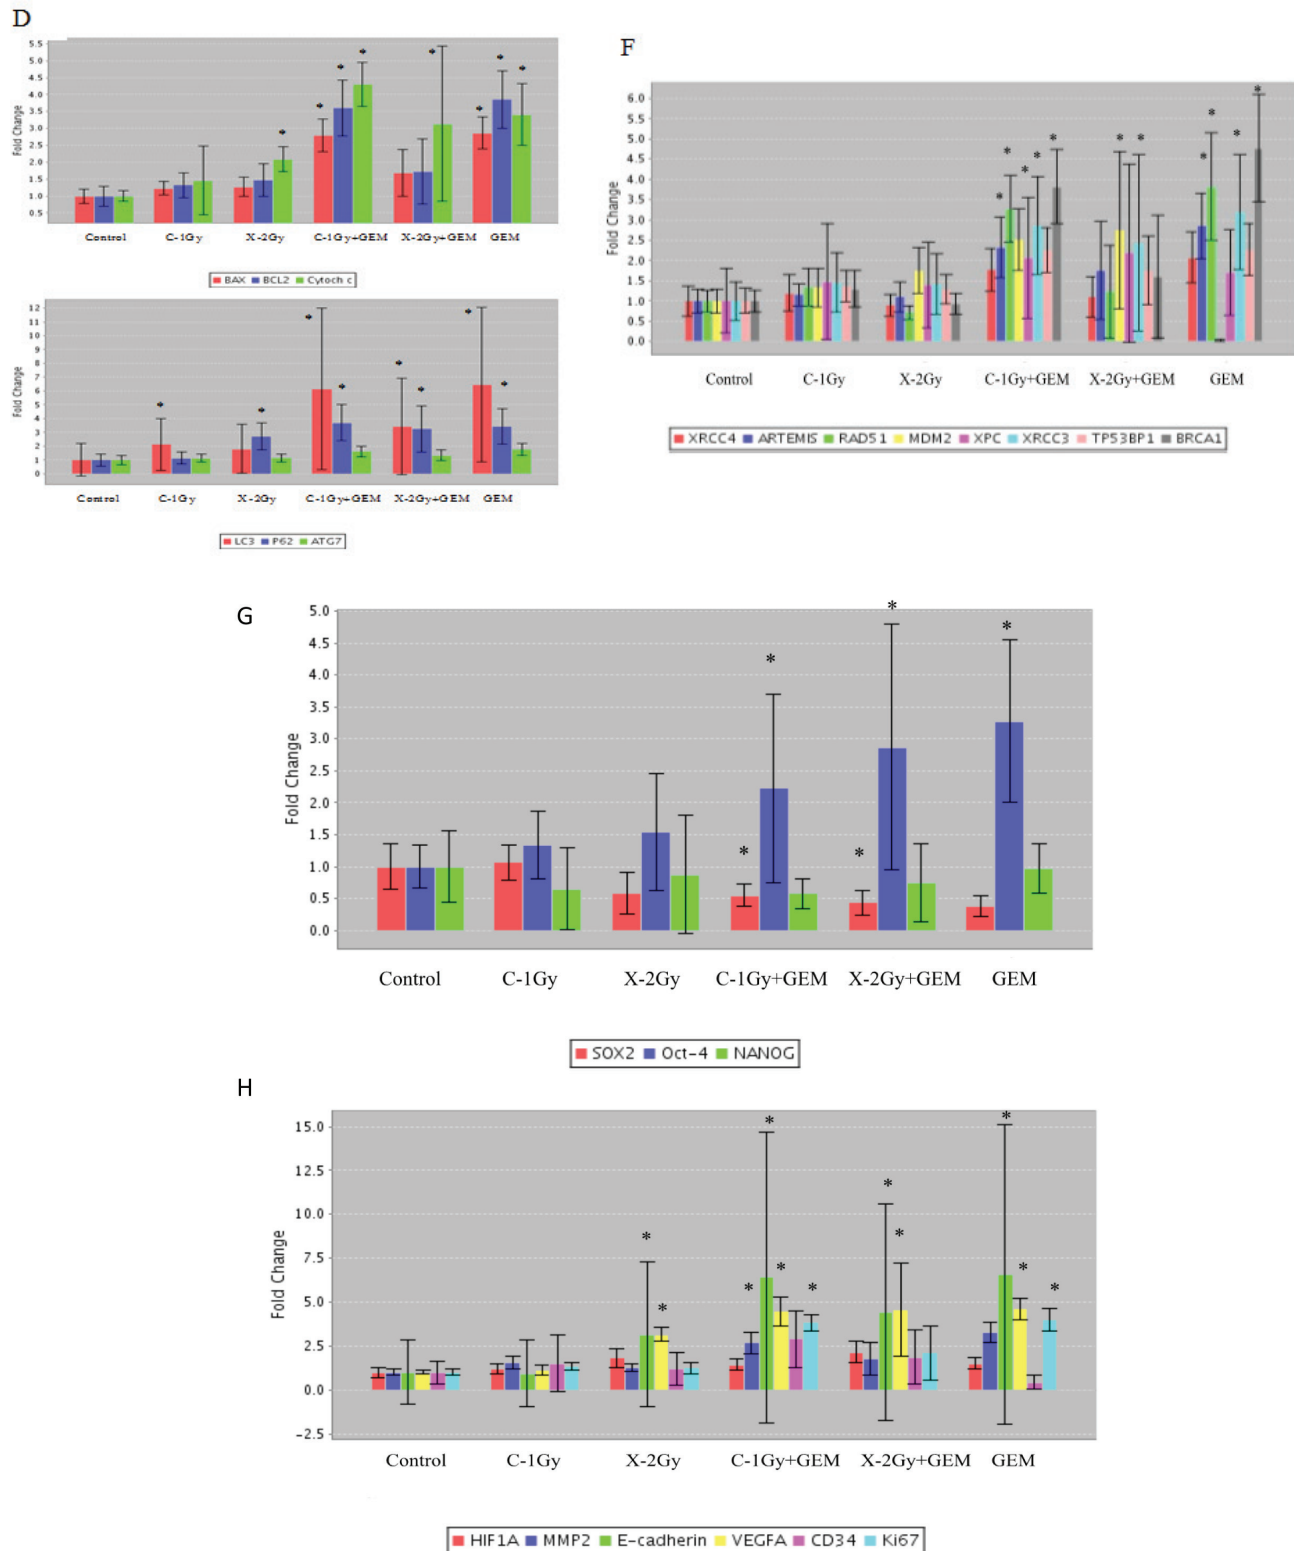 D
Fold Change
5.5
5.0
4.5
4.0
3.5
3.0
2.5
2.0
1.5
1.0
0.5
* * * * * * * *
Control C-1Gy X-2Gy C-1Gy+GEM X-2Gy+GEM GEM
BAX BCL2 Cytoch c
Fold Change
12
11
10
9
8
7
6
5
4
3
2
1
0
* * * * * * * *
Control C-1Gy X-2Gy C-1Gy+GEM X-2Gy+GEM GEM
LC3 P62 ATG7
F
Fold Change
6.0
5.5
5.0
4.5
4.0
3.5
3.0
2.5
2.0
1.5
1.0
0.5
0.0
* * * * * * * * * * *
Control C-1Gy X-2Gy C-1Gy+GEM X-2Gy+GEM GEM
XRCC4 ARTEMIS RAD51 MDM2 XPC XRCC3 TP53BP1 BRCA1
G
Fold Change
5.0
4.5
4.0
3.5
3.0
2.5
2.0
1.5
1.0
0.5
0.0
* * * * *
Control C-1Gy X-2Gy C-1Gy+GEM X-2Gy+GEM GEM
SOX2 Oct-4 NANOG
H
Fold Change
15.0
12.5
10.0
7.5
5.0
2.5
0.0
-2.5
* * * * * * * * * * *
Control C-1Gy X-2Gy C-1Gy+GEM X-2Gy+GEM GEM
HIF1A MMP2 E-cadherin VEGFA CD34 Ki67